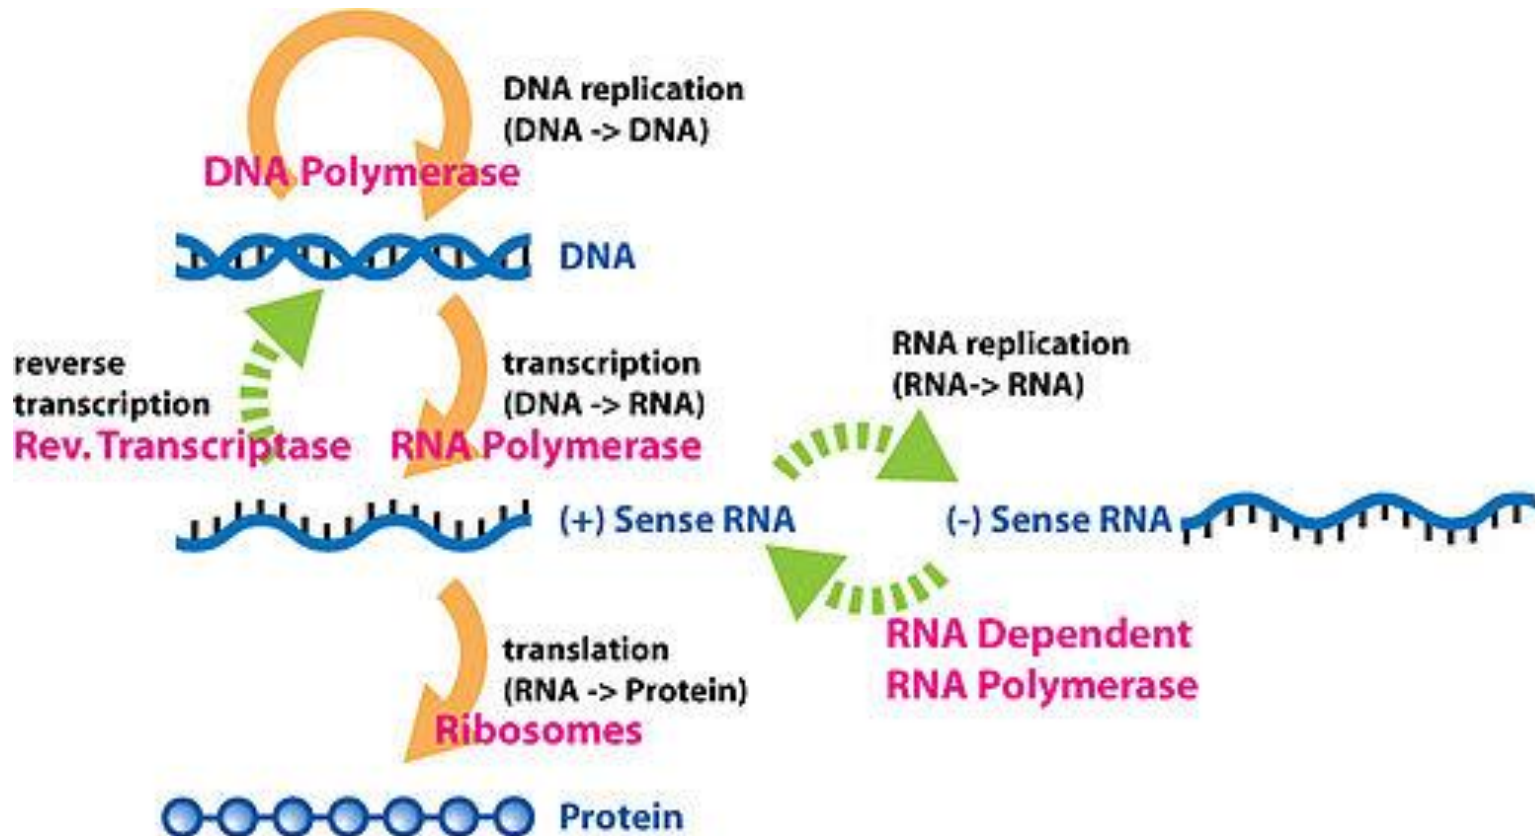 DNA replication
(DNA -> DNA)
DNA Polymerase
DNA
reverse
transcription
Rev. Transcriptase
transcription
(DNA -> RNA)
RNA Polymerase
RNA replication
(RNA-> RNA)
(+) Sense RNA
(-) Sense RNA
RNA Dependent
RNA Polymerase
translation
(RNA -> Protein)
Ribosomes
Protein